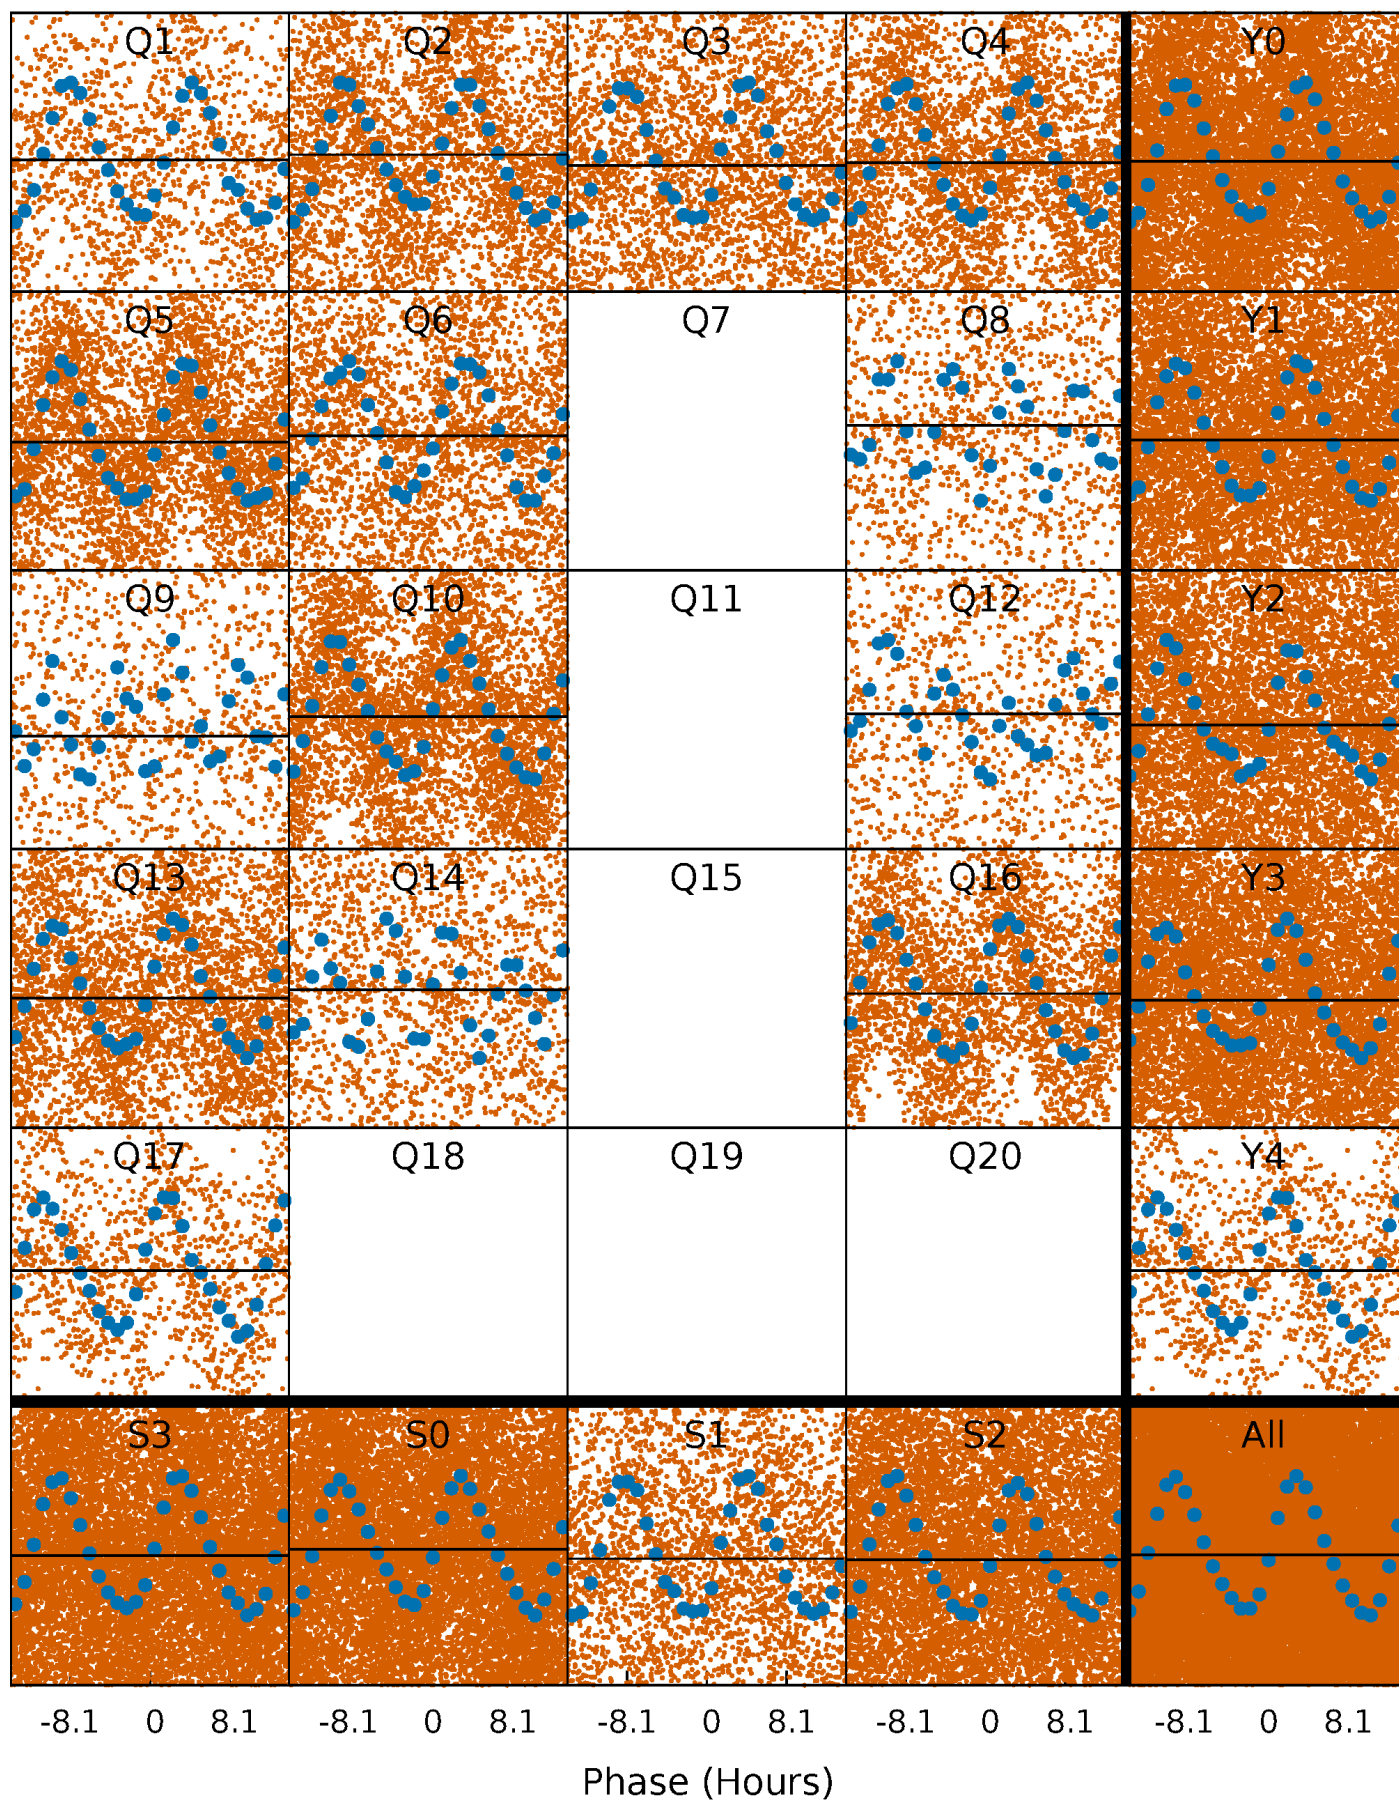 Q1 Q2 Q3 Q4 Y0
Q5 Q6 Q7 Q8 Y1
Q9 Q10 Q11 Q12 Y2
Q13 Q14 Q15 Q16 Y3
Q17 Q18 Q19 Q20 Y4
S3 S0 S1 S2 All
-8.1 0 8.1 -8.1 0 8.1 -8.1 0 8.1 -8.1 0 8.1 -8.1 0 8.1
Phase (Hours)